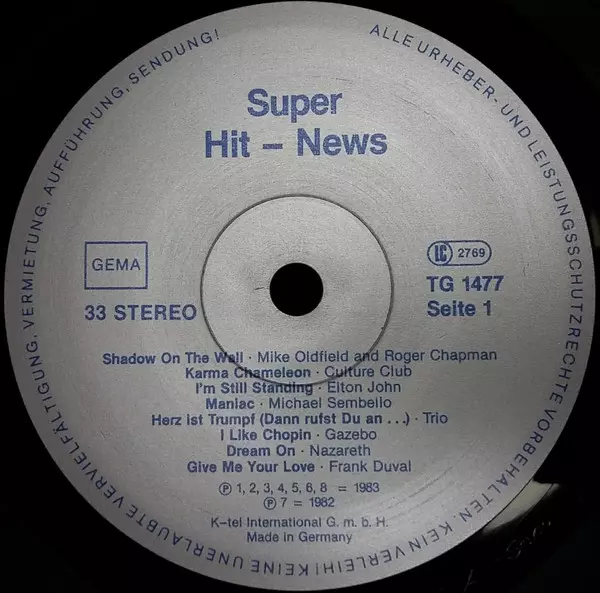 ALLE URHEBER- UND LEISTUNGSSCHUTZRECHTE VORBEHALTEN. KEIN VERLEIH! KEINE UNERLAUBTE VERVIELFÄLTIGUNG, VERMIETUNG, AUFFÜHRUNG, SENDUNG!
Super
Hit – News
GEMA
33 STEREO
LC 2769
TG 1477
Seite 1
Shadow On The Wall · Mike Oldfield and Roger Chapman
Karma Chameleon · Culture Club
I'm Still Standing · Elton John
Maniac · Michael Sembello
Herz ist Trumpf (Dann rufst Du an ...) · Trio
I Like Chopin · Gazebo
Dream On · Nazareth
Give Me Your Love · Frank Duval
Ⓟ 1, 2, 3, 4, 5, 6, 8 = 1983
Ⓟ 7 = 1982
K-tel International G. m. b. H.
Made in Germany